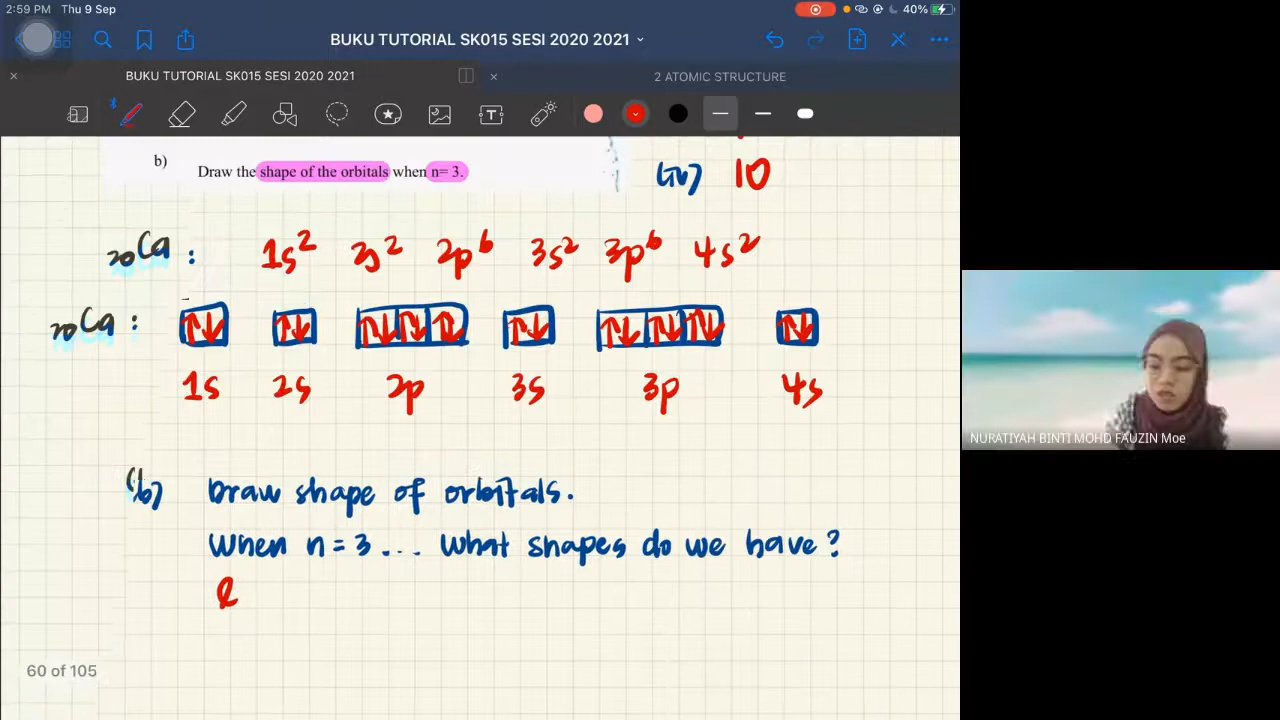 2:59 PM Thu 9 Sep
40%
BUKU TUTORIAL SK015 SESI 2020 2021
BUKU TUTORIAL SK015 SESI 2020 2021
2 ATOMIC STRUCTURE
b) Draw the shape of the orbitals when n= 3.
(iv) 10
₂₀Ca : 1s² 2s² 2p⁶ 3s² 3p⁶ 4s²
₂₀Ca : ↑↓ ↑↓ ↑↓ ↑↓ ↑↓ ↑↓ ↑↓ ↑↓ ↑↓ ↑↓
1s 2s 2p 3s 3p 4s
(b) Draw shape of orbitals.
When n = 3 ... What shapes do we have?
ℓ
60 of 105
NURATIYAH BINTI MOHD FAUZIN Moe